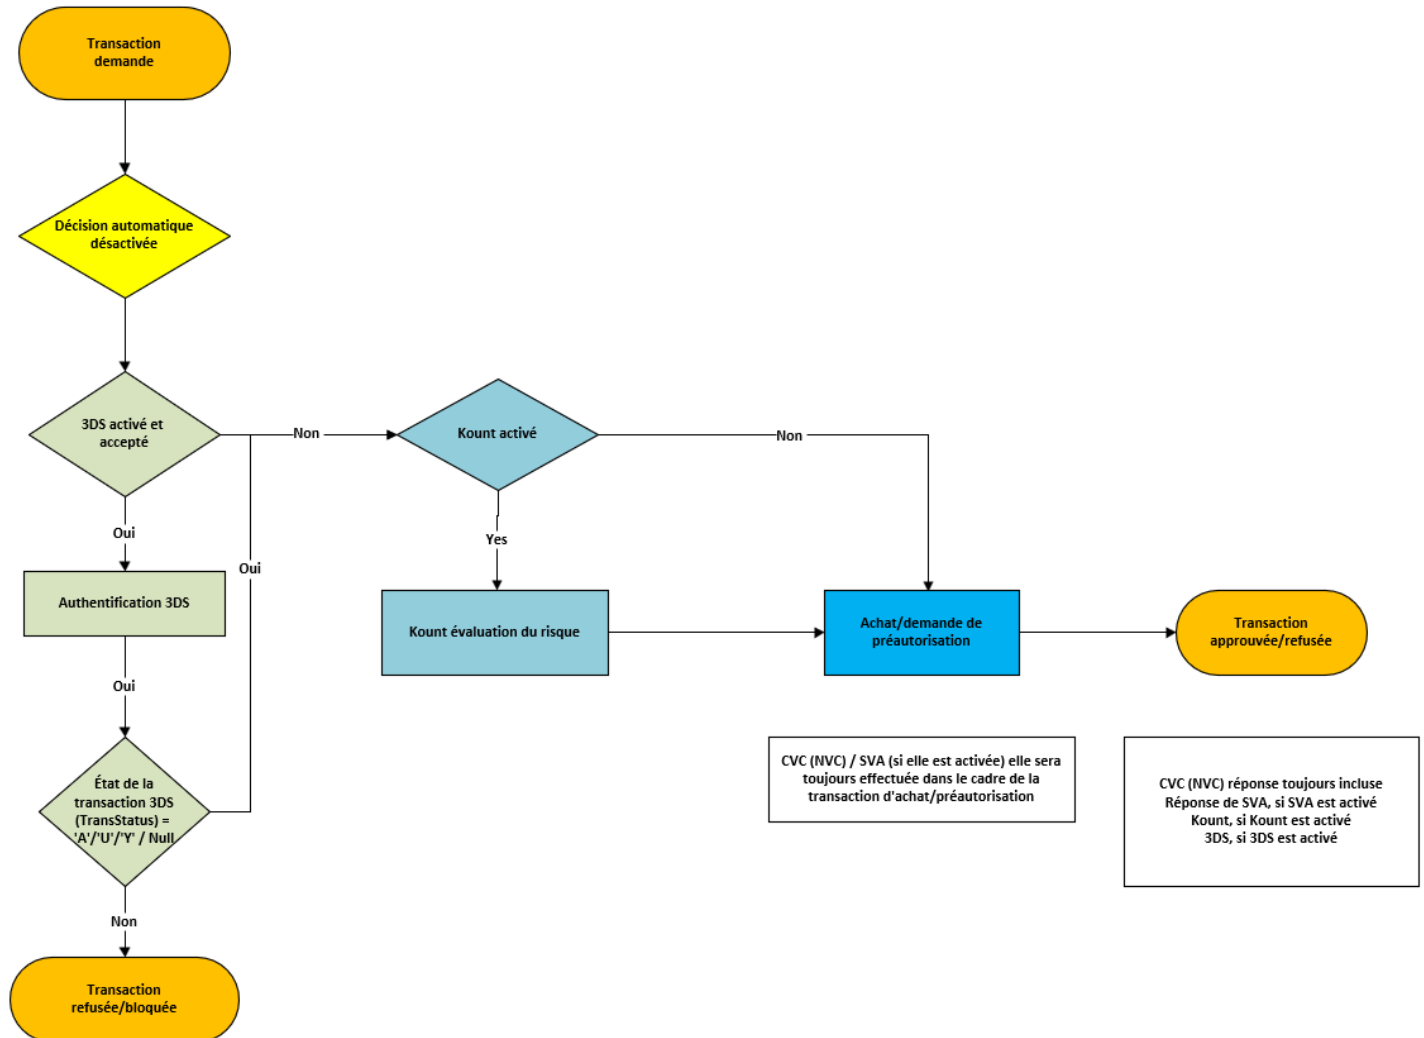 Transaction
demande
Décision automatique
désactivée
3DS activé et
accepté
Non
Kount activé
Non
Oui
Yes
Oui
Authentification 3DS
Kount évaluation du risque
Achat/demande de
préautorisation
Transaction
approuvée/refusée
Oui
État de la
transaction 3DS
(TransStatus) =
'A'/'U'/'Y' / Null
CVC (NVC) / SVA (si elle est activée) elle sera
toujours effectuée dans le cadre de la
transaction d'achat/préautorisation
CVC (NVC) réponse toujours incluse
Réponse de SVA, si SVA est activé
Kount, si Kount est activé
3DS, si 3DS est activé
Non
Transaction
refusée/bloquée